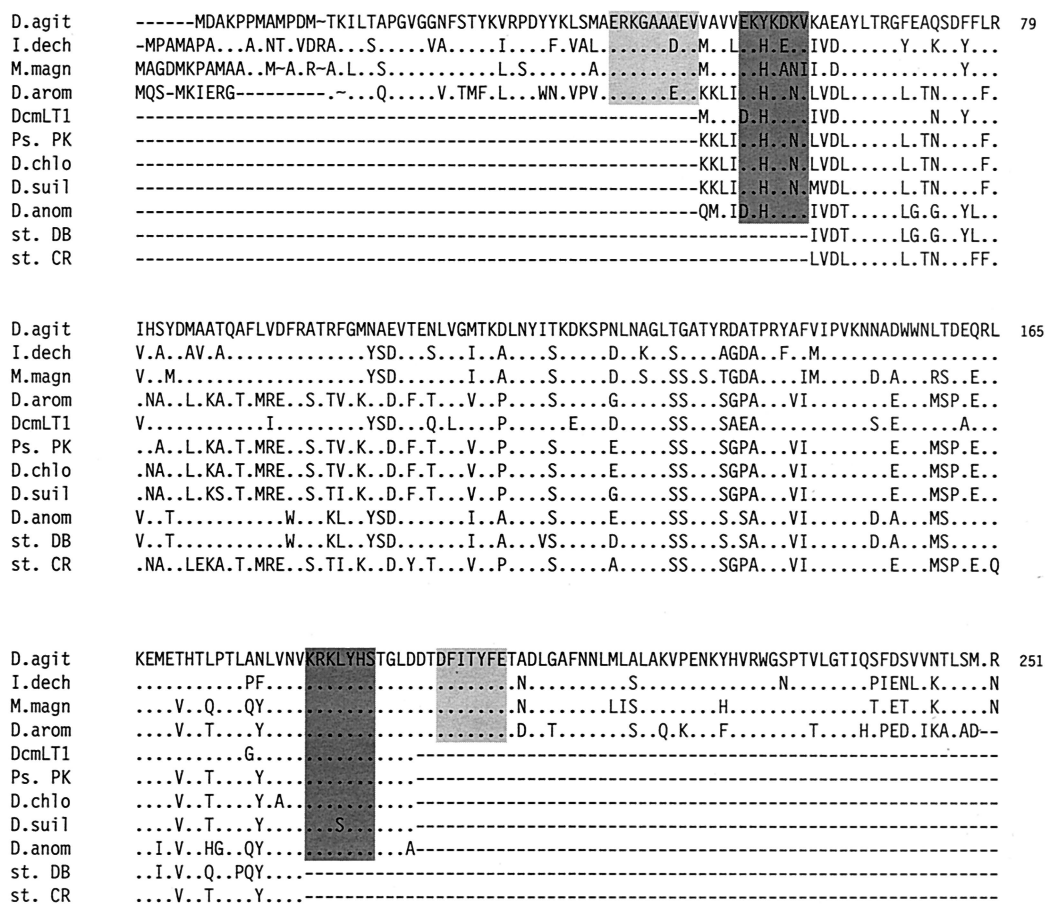 D.agit ------MDAKPPMAMPDM~TKILTAPGVGGNFSTYKVRPDYYKLSMAERKGAAAEVVAVVEKYKDKVKAEAYLTRGFEAQSDFFLR 79
I.dech -MPAMAPA...A.NT.VDRA...S.....VA.....I....F.VAL.......D..M..L..H.E..IVD......Y..K..Y...
M.magn MAGDMKPAMAA..M~A.R~A.L..S..........L.S......A..........M.....H.ANII.D............Y...
D.arom MQS-MKIERG---------.~...Q.....V.TMF.L...WN.VPV.......E..KKLI..H..N.LVDL.....L.TN....F.
DcmLT1 --------------------------------------------------------M...D.H....IVD.........N..Y...
Ps. PK --------------------------------------------------------KKLI..H..N.LVDL.....L.TN....F.
D.chlo --------------------------------------------------------KKLI..H..N.LVDL.....L.TN....F.
D.suil --------------------------------------------------------KKLI..H..N.MVDL.....L.TN....F.
D.anom --------------------------------------------------------QM.ID.H....IVDT.....LG.G..YL..
st. DB -------------------------------------------------------------------IVDT.....LG.G..YL..
st. CR -------------------------------------------------------------------LVDL.....L.TN...FF.
D.agit IHSYDMAATQAFLVDFRATRFGMNAEVTENLVGMTKDLNYITKDKSPNLNAGLTGATYRDATPRYAFVIPVKNNADWWNLTDEQRL 165
I.dech V.A..AV.A..............YSD...S...I..A....S.....D..K..S....AGDA...F..M..................
M.magn V..M...................YSD.......I..A....S.....D..S..SS.S.TGDA....IM......D.A...RS..E..
D.arom .NA..L.KA.T.MRE..S.TV.K..D.F.T...V..P....S.....G.....SS...SGPA...VI........E...MSP.E..
DcmLT1 V............I.........YSD...Q.L....P......E...D.....SS...SAEA...........S.E......A...
Ps. PK ..A..L.KA.T.MRE..S.TV.K..D.F.T...V..P....S.....E.....SS...SGPA...VI........E...MSP.E..
D.chlo .NA..L.KA.T.MRE..S.TV.K..D.F.T...V..P....S.....E.....SS...SGPA...VI........E...MSP.E..
D.suil .NA..L.KS.T.MRE..S.TI.K..D.F.T...V..P....S.....G.....SS...SGPA...VI........E...MSP.E..
D.anom V..T...........W...KL..YSD.......I..A....S.....E.....SS...S.SA...VI......D.A...MS.....
st. DB V..T...........W...KL..YSD.......I..A...VS.....D.....SS...S.SA...VI......D.A...MS.....
st. CR .NA..LEKA.T.MRE..S.TI.K..D.Y.T...V..P....S.....A.....SS...SGPA...VI........E...MSP.E.Q
D.agit KEMETHTLPTLANLVNVKRKLYHSTGLDDTDFITYFETADLGAFNNLMLALAKVPENKYHVRWGSPTVLGTIQSFDSVVNTLSM.R 251
I.dech ...........PF.........................N..........S..............N........PIENL.K.....N
M.magn ....V..Q...QY.........................N........LIS........H..............T.ET..K.....N
D.arom ....V..T....Y.........................D..T.......S..Q.K...F........T....H.PED.IKA.AD--
DcmLT1 ...........G................----------------------------------------------------------
Ps. PK ....V..T....Y...............----------------------------------------------------------
D.chlo ....V..T....Y.A.............----------------------------------------------------------
D.suil ....V..T....Y.......S.......----------------------------------------------------------
D.anom ..I.V..HG..QY..............A----------------------------------------------------------
st. DB ..I.V..Q..PQY....---------------------------------------------------------------------
st. CR ....V..T....Y....---------------------------------------------------------------------